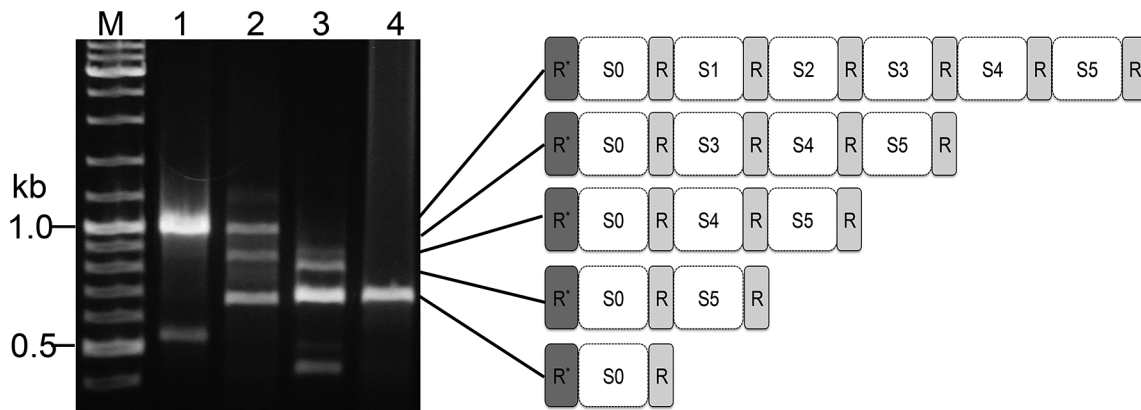 M 1 2 3 4
kb
1.0
0.5
R* S0 R S1 R S2 R S3 R S4 R S5 R
R* S0 R S3 R S4 R S5 R
R* S0 R S4 R S5 R
R* S0 R S5 R
R* S0 R